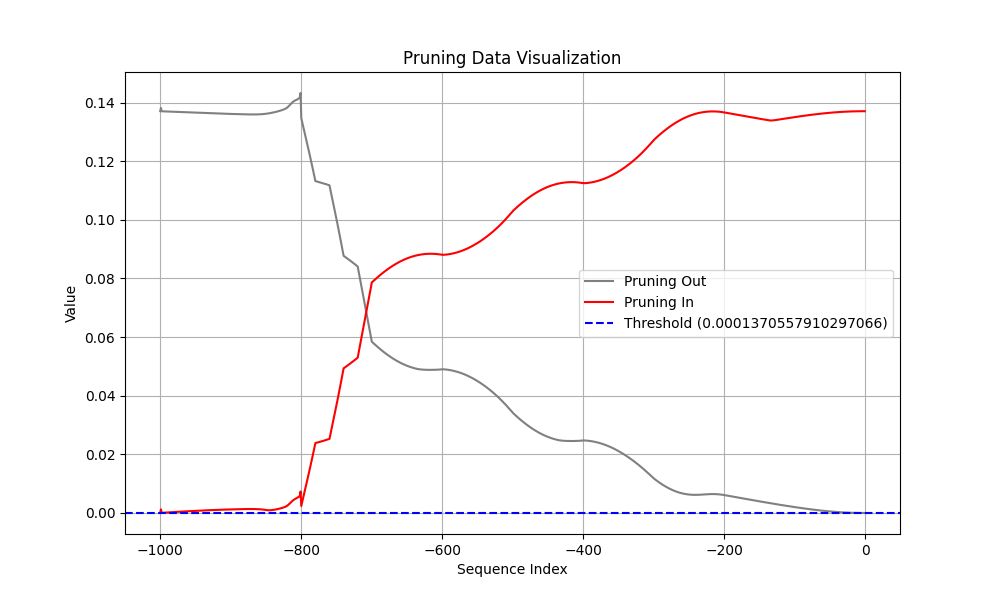 Pruning Data Visualization
0.14
0.12
0.10
0.08
0.06
0.04
0.02
0.00
Value
Pruning Out
Pruning In
Threshold (0.0001370557910297066)
−1000
−800
−600
−400
−200
0
Sequence Index